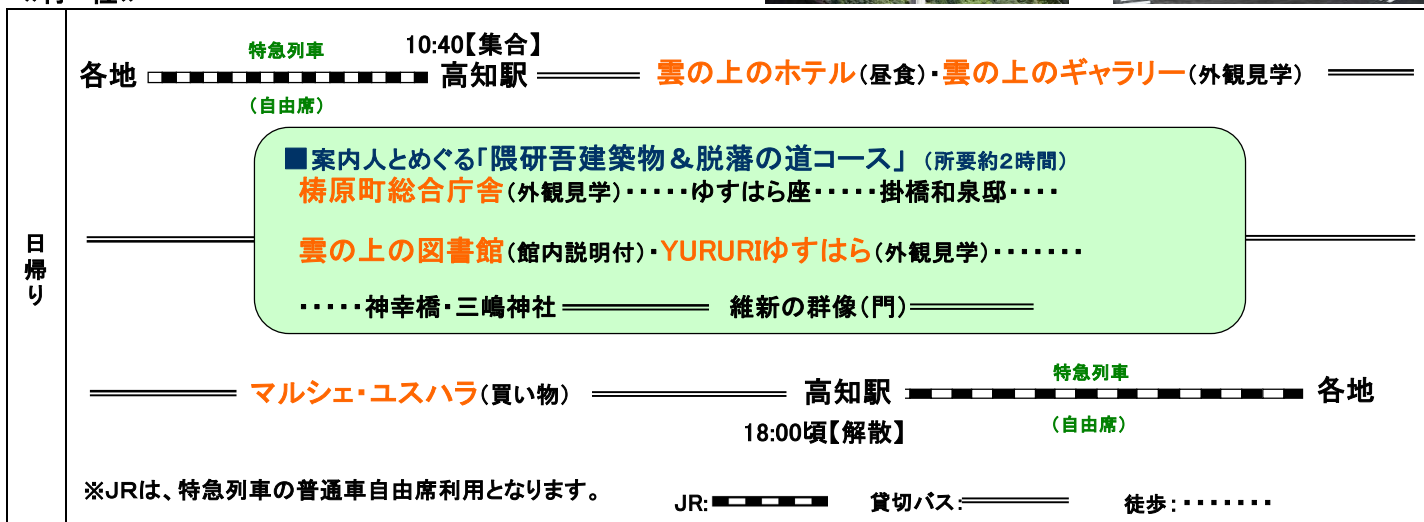 特急列車 10:40【集合】
各地 高知駅 雲の上のホテル(昼食)・雲の上のギャラリー(外観見学)
(自由席)
■案内人とめぐる「隈研吾建築物&脱藩の道コース」 (所要約2時間)
梼原町総合庁舎(外観見学)・・・・・ゆすはら座・・・・・掛橋和泉邸・・・・
雲の上の図書館(館内説明付)・YURURIゆすはら(外観見学)・・・・・・・
・・・・・神幸橋・三嶋神社 維新の群像(門)
日帰り
特急列車
マルシェ・ユスハラ(買い物) 高知駅 各地
18:00頃【解散】 (自由席)
※JRは、特急列車の普通車自由席利用となります。 JR: 貸切バス: 徒歩:・・・・・・・